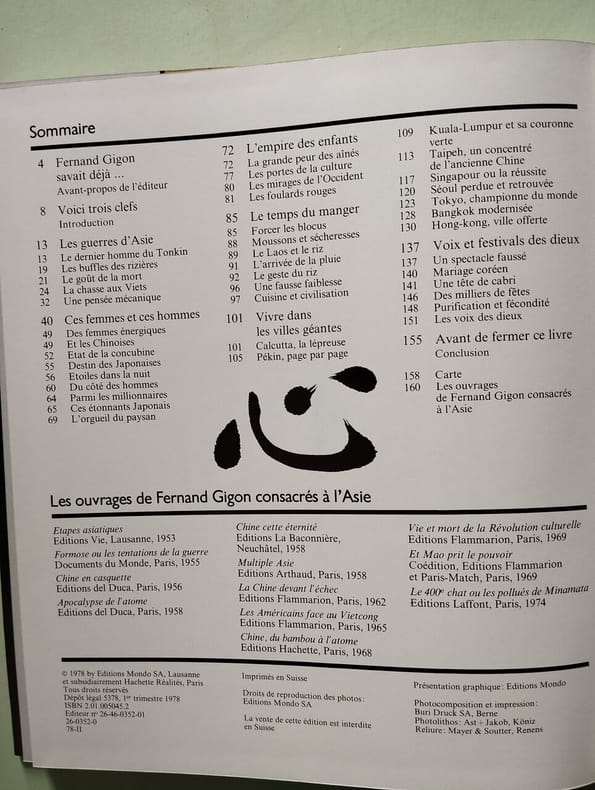 Sommaire
4 Fernand Gigon
savait déjà ...
Avant-propos de l'éditeur
8 Voici trois clefs
Introduction
13 Les guerres d'Asie
13 Le dernier homme du Tonkin
19 Les buffles des rizières
21 Le goût de la mort
24 La chasse aux Viets
32 Une pensée mécanique
40 Ces femmes et ces hommes
49 Des femmes énergiques
49 Et les Chinoises
52 Etat de la concubine
55 Destin des Japonaises
56 Etoiles dans la nuit
60 Du côté des hommes
64 Parmi les millionnaires
65 Ces étonnants Japonais
69 L'orgueil du paysan
72 L'empire des enfants
72 La grande peur des aînés
77 Les portes de la culture
80 Les mirages de l'Occident
81 Les foulards rouges
85 Le temps du manger
85 Forcer les blocus
88 Moussons et sécheresses
89 Le Laos et le riz
91 L'arrivée de la pluie
92 Le geste du riz
96 Une fausse faiblesse
97 Cuisine et civilisation
101 Vivre dans
les villes géantes
101 Calcutta, la lépreuse
105 Pékin, page par page
109 Kuala-Lumpur et sa couronne
verte
113 Taipeh, un concentré
de l'ancienne Chine
117 Singapour ou la réussite
120 Séoul perdue et retrouvée
123 Tokyo, championne du monde
128 Bangkok modernisée
130 Hong-kong, ville offerte
137 Voix et festivals des dieux
137 Un spectacle faussé
140 Mariage coréen
141 Une tête de cabri
146 Des milliers de fêtes
148 Purification et fécondité
151 Les voix des dieux
155 Avant de fermer ce livre
Conclusion
158 Carte
160 Les ouvrages
de Fernand Gigon consacrés
à l'Asie
心
Les ouvrages de Fernand Gigon consacrés à l'Asie
Etapes asiatiques
Editions Vie, Lausanne, 1953
Formose ou les tentations de la guerre
Documents du Monde, Paris, 1955
Chine en casquette
Editions del Duca, Paris, 1956
Apocalypse de l'atome
Editions del Duca, Paris, 1958
Chine cette éternité
Editions La Baconnière,
Neuchâtel, 1958
Multiple Asie
Editions Arthaud, Paris, 1958
La Chine devant l'échec
Editions Flammarion, Paris, 1962
Les Américains face au Vietcong
Editions Flammarion, Paris, 1965
Chine, du bambou à l'atome
Editions Hachette, Paris, 1968
Vie et mort de la Révolution culturelle
Editions Flammarion, Paris, 1969
Et Mao prit le pouvoir
Coédition, Editions Flammarion
et Paris-Match, Paris, 1969
Le 400e chat ou les pollués de Minamata
Editions Laffont, Paris, 1974
© 1978 by Editions Mondo SA, Lausanne
et subsidiairement Hachette Réalités, Paris
Tous droits réservés
Dépôt légal 5378, 1er trimestre 1978
ISBN 2.01.005045.2
Editeur nº 26-46-0352-01
26-0352-0
78-11
Imprimés en Suisse
Droits de reproduction des photos:
Editions Mondo SA
La vente de cette édition est interdite
en Suisse
Présentation graphique: Editions Mondo
Photocomposition et impression:
Buri Druck SA, Berne
Photolithos: Ast + Jakob, Köniz
Reliure: Mayer & Soutter, Renens